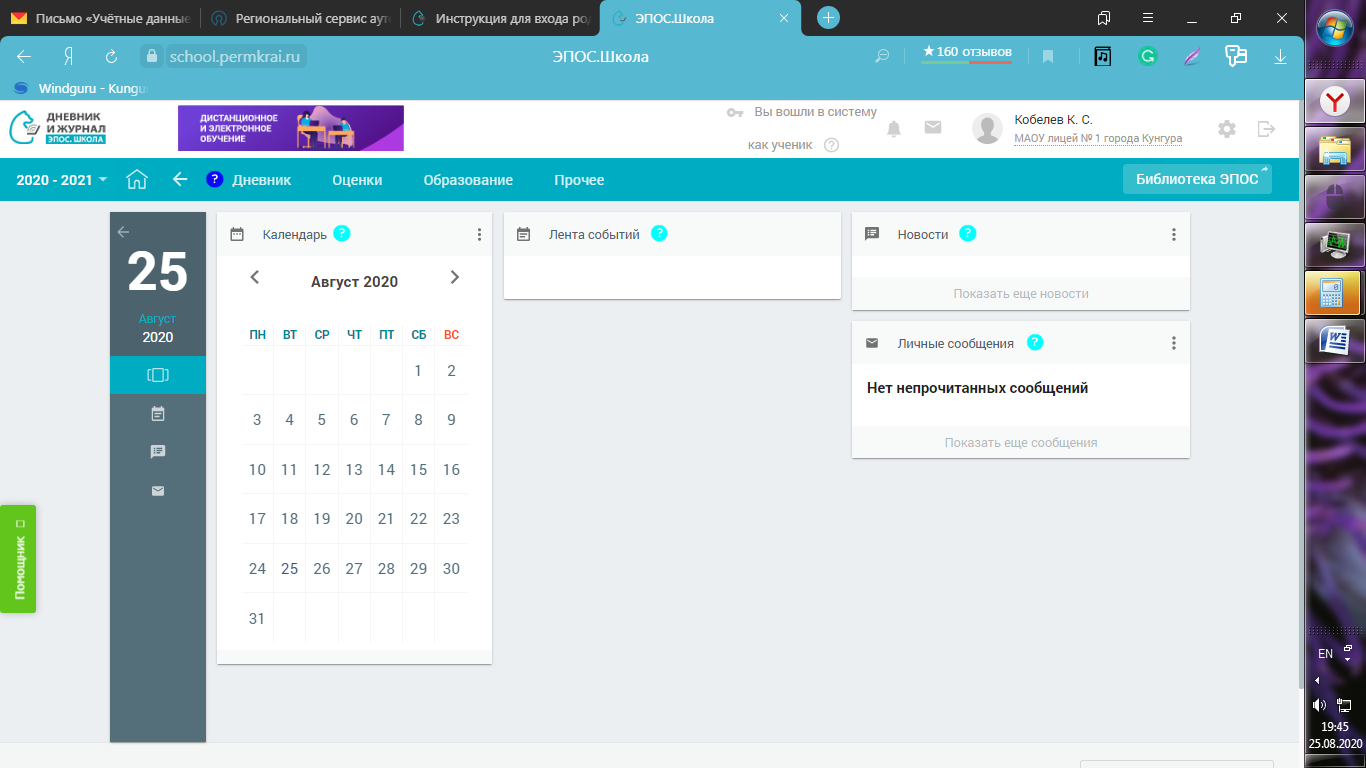 Письмо «Учётные данные
Региональный сервис аут
Инструкция для входа ро
ЭПОС.Школа
school.permkrai.ru
ЭПОС.Школа
★160 отзывов
Windguru - Kungu
ДНЕВНИК
И ЖУРНАЛ
ЭПОС. ШКОЛА
ДИСТАНЦИОННОЕ
И ЭЛЕКТРОННОЕ
ОБУЧЕНИЕ
Вы вошли в систему
как ученик ?
Кобелев К. С.
МАОУ лицей № 1 города Кунгура
2020 - 2021
? Дневник
Оценки
Образование
Прочее
Библиотека ЭПОС
25
Август
2020
Календарь ?
Август 2020
ПН ВТ СР ЧТ ПТ СБ ВС
1 2
3 4 5 6 7 8 9
10 11 12 13 14 15 16
17 18 19 20 21 22 23
24 25 26 27 28 29 30
31
Лента событий ?
Новости ?
Показать еще новости
Личные сообщения ?
Нет непрочитанных сообщений
Показать еще сообщения
Помощник
EN
19:45
25.08.2020